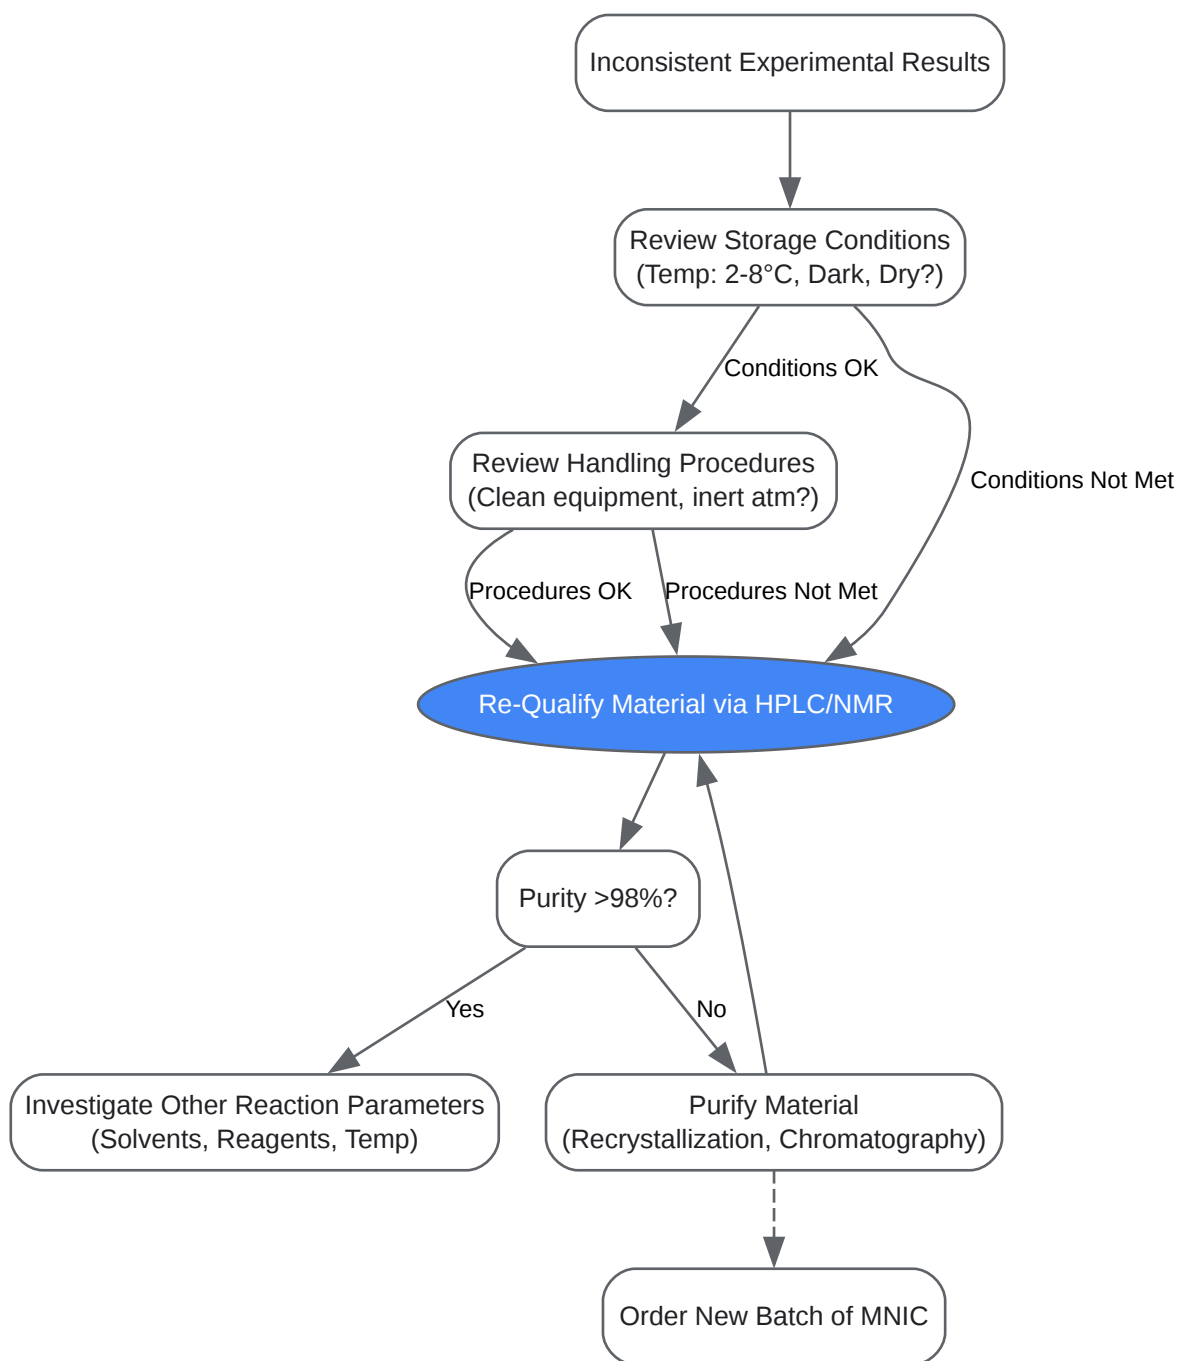 Inconsistent Experimental Results
Review Storage Conditions
(Temp: 2-8°C, Dark, Dry?)
Conditions OK
Review Handling Procedures
(Clean equipment, inert atm?)
Conditions Not Met
Procedures OK
Procedures Not Met
Re-Qualify Material via HPLC/NMR
Purity >98%?
Yes
No
Investigate Other Reaction Parameters
(Solvents, Reagents, Temp)
Purify Material
(Recrystallization, Chromatography)
Order New Batch of MNIC